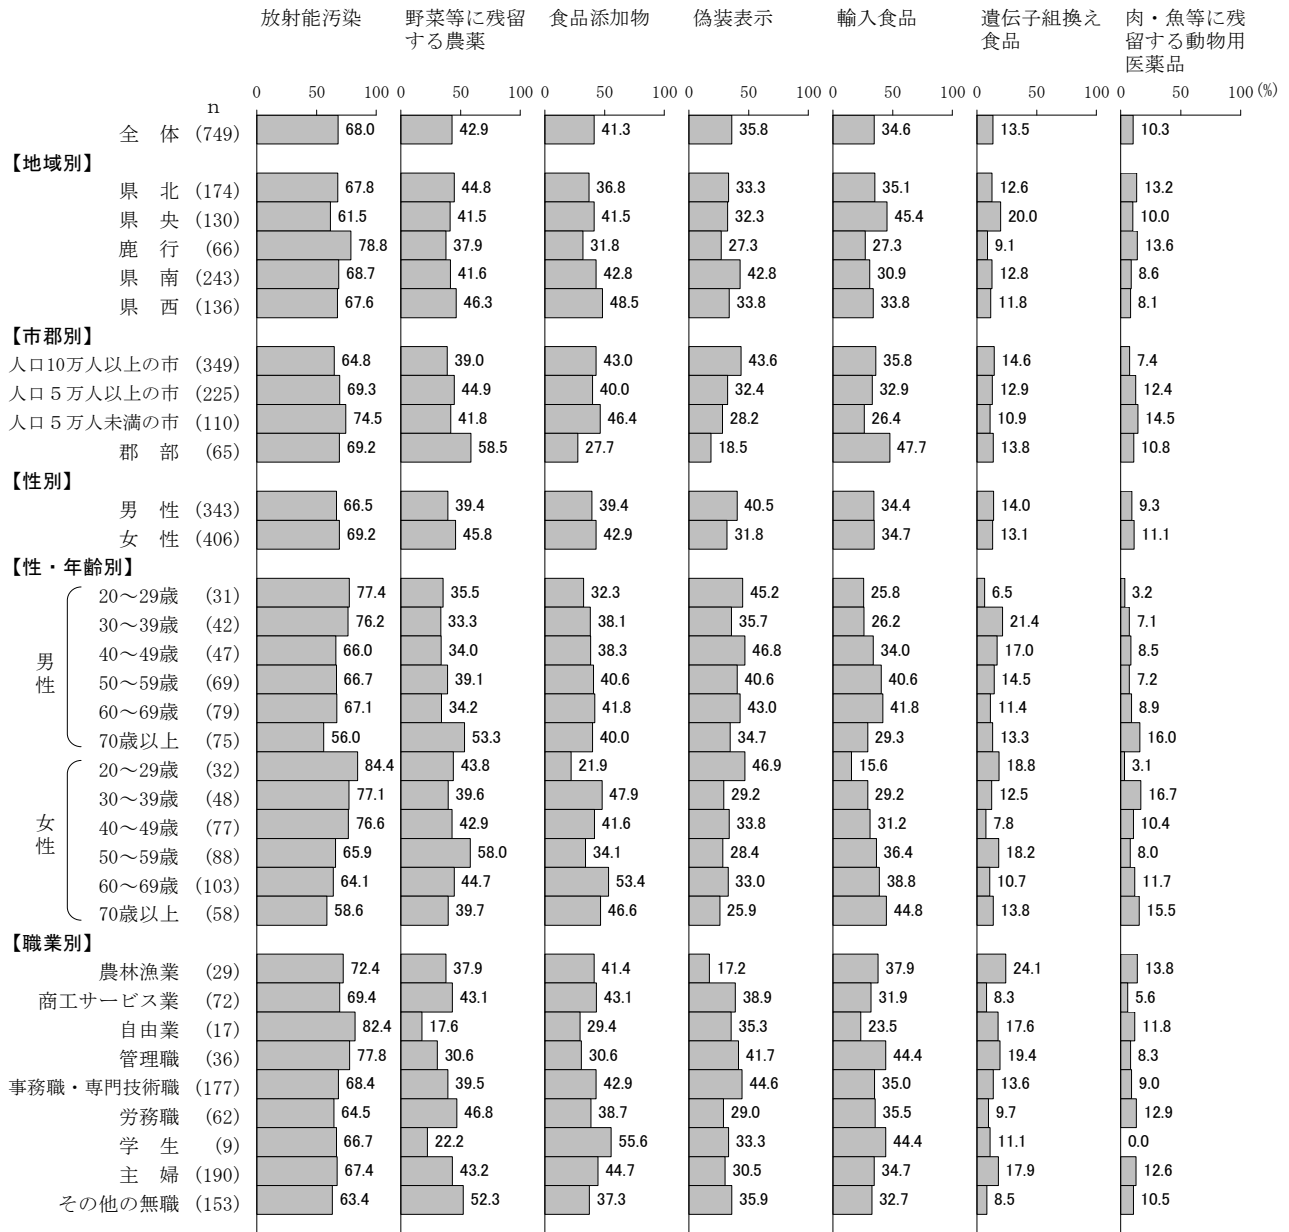 放射能汚染 野菜等に残留する農薬 食品添加物 偽装表示 輸入食品 遺伝子組換え食品 肉・魚等に残留する動物用医薬品
0 50 100 0 50 100 0 50 100 0 50 100 0 50 100 0 50 100 0 50 100 (%)
n
全 体 (749) 68.0 42.9 41.3 35.8 34.6 13.5 10.3
【地域別】
県 北 (174) 67.8 44.8 36.8 33.3 35.1 12.6 13.2
県 央 (130) 61.5 41.5 41.5 32.3 45.4 20.0 10.0
鹿 行 (66) 78.8 37.9 31.8 27.3 27.3 9.1 13.6
県 南 (243) 68.7 41.6 42.8 42.8 30.9 12.8 8.6
県 西 (136) 67.6 46.3 48.5 33.8 33.8 11.8 8.1
【市郡別】
人口10万人以上の市 (349) 64.8 39.0 43.0 43.6 35.8 14.6 7.4
人口５万人以上の市 (225) 69.3 44.9 40.0 32.4 32.9 12.9 12.4
人口５万人未満の市 (110) 74.5 41.8 46.4 28.2 26.4 10.9 14.5
郡 部 (65) 69.2 58.5 27.7 18.5 47.7 13.8 10.8
【性別】
男 性 (343) 66.5 39.4 39.4 40.5 34.4 14.0 9.3
女 性 (406) 69.2 45.8 42.9 31.8 34.7 13.1 11.1
【性・年齢別】
男性
20～29歳 (31) 77.4 35.5 32.3 45.2 25.8 6.5 3.2
30～39歳 (42) 76.2 33.3 38.1 35.7 26.2 21.4 7.1
40～49歳 (47) 66.0 34.0 38.3 46.8 34.0 17.0 8.5
50～59歳 (69) 66.7 39.1 40.6 40.6 40.6 14.5 7.2
60～69歳 (79) 67.1 34.2 41.8 43.0 41.8 11.4 8.9
70歳以上 (75) 56.0 53.3 40.0 34.7 29.3 13.3 16.0
女性
20～29歳 (32) 84.4 43.8 21.9 46.9 15.6 18.8 3.1
30～39歳 (48) 77.1 39.6 47.9 29.2 29.2 12.5 16.7
40～49歳 (77) 76.6 42.9 41.6 33.8 31.2 7.8 10.4
50～59歳 (88) 65.9 58.0 34.1 28.4 36.4 18.2 8.0
60～69歳 (103) 64.1 44.7 53.4 33.0 38.8 10.7 11.7
70歳以上 (58) 58.6 39.7 46.6 25.9 44.8 13.8 15.5
【職業別】
農林漁業 (29) 72.4 37.9 41.4 17.2 37.9 24.1 13.8
商工サービス業 (72) 69.4 43.1 43.1 38.9 31.9 8.3 5.6
自由業 (17) 82.4 17.6 29.4 35.3 23.5 17.6 11.8
管理職 (36) 77.8 30.6 30.6 41.7 44.4 19.4 8.3
事務職・専門技術職 (177) 68.4 39.5 42.9 44.6 35.0 13.6 9.0
労務職 (62) 64.5 46.8 38.7 29.0 35.5 9.7 12.9
学 生 (9) 66.7 22.2 55.6 33.3 44.4 11.1 0.0
主 婦 (190) 67.4 43.2 44.7 30.5 34.7 17.9 12.6
その他の無職 (153) 63.4 52.3 37.3 35.9 32.7 8.5 10.5